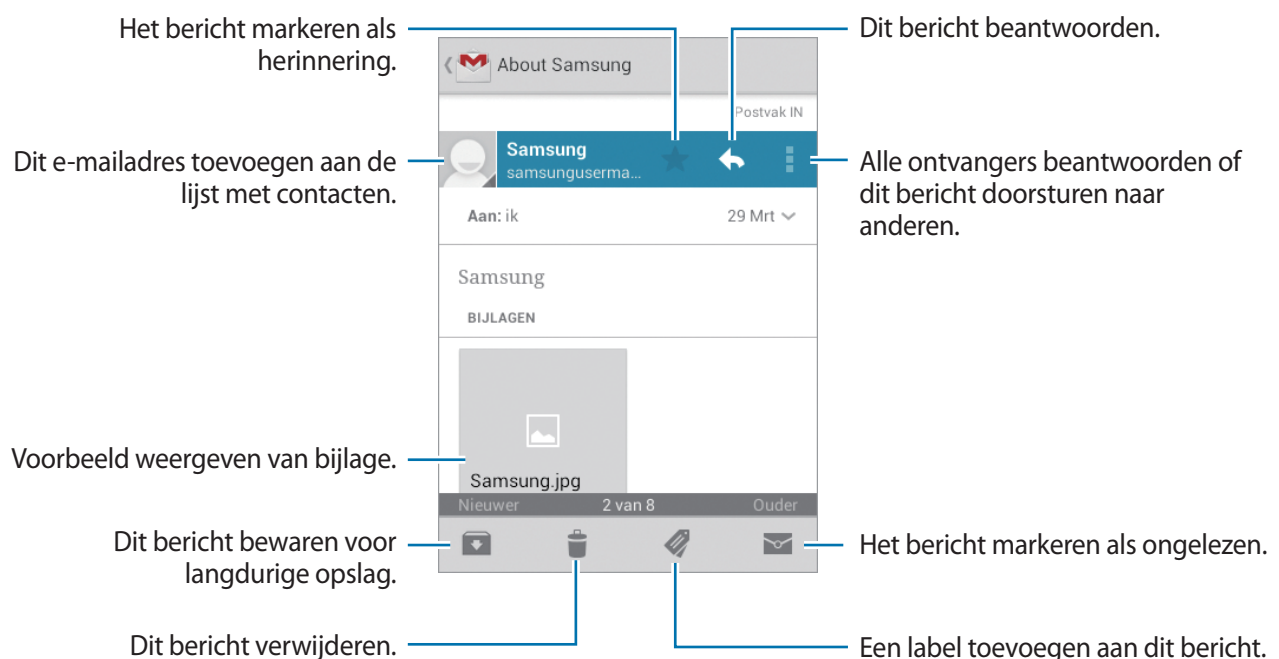 Het bericht markeren als
herinnering.
Dit bericht beantwoorden.
About Samsung
Postvak IN
Dit e-mailadres toevoegen aan de
lijst met contacten.
Samsung
samsunguserma...
Alle ontvangers beantwoorden of
dit bericht doorsturen naar
anderen.
Aan: ik
29 Mrt
Samsung
BIJLAGEN
Voorbeeld weergeven van bijlage.
Samsung.jpg
Nieuwer 2 van 8 Ouder
Dit bericht bewaren voor
langdurige opslag.
Het bericht markeren als ongelezen.
Dit bericht verwijderen.
Een label toevoegen aan dit bericht.